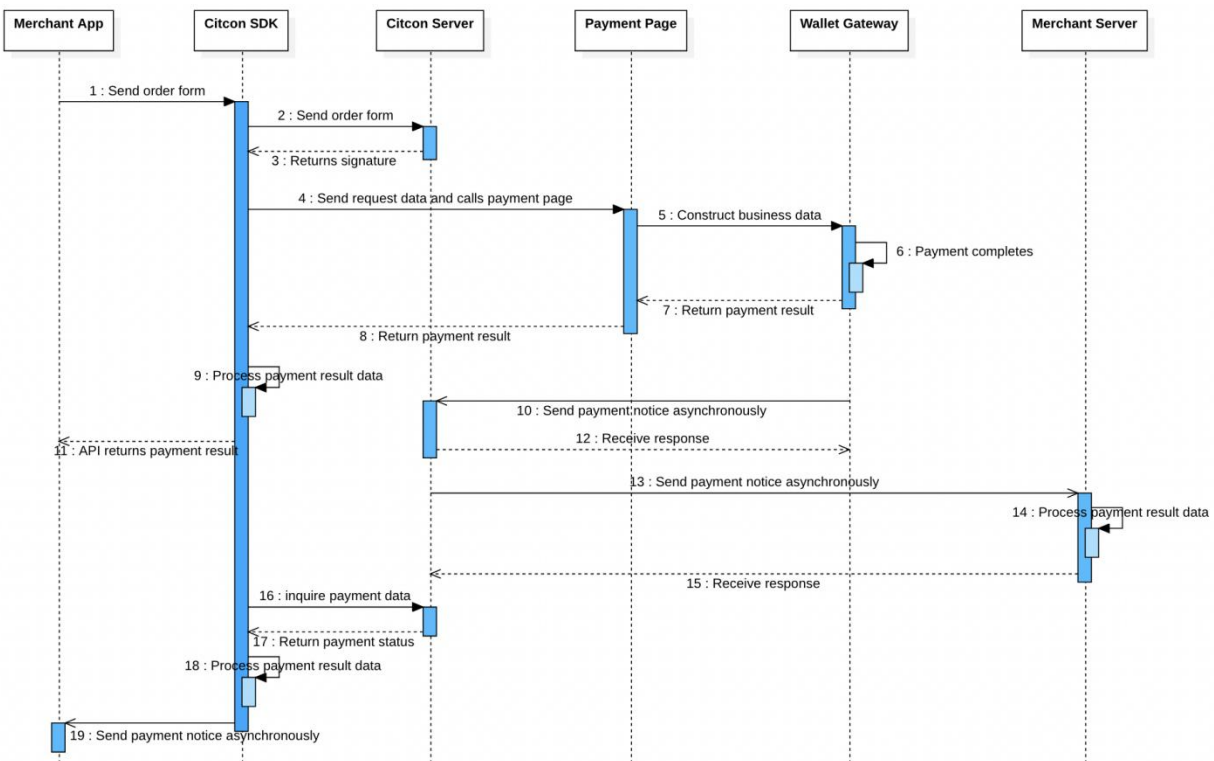 Merchant App
Citcon SDK
Citcon Server
Payment Page
Wallet Gateway
Merchant Server
1 : Send order form
2 : Send order form
3 : Returns signature
4 : Send request data and calls payment page
5 : Construct business data
6 : Payment completes
7 : Return payment result
8 : Return payment result
9 : Process payment result data
10 : Send payment notice asynchronously
11 : API returns payment result
12 : Receive response
13 : Send payment notice asynchronously
14 : Process payment result data
15 : Receive response
16 : inquire payment data
17 : Return payment status
18 : Process payment result data
19 : Send payment notice asynchronously